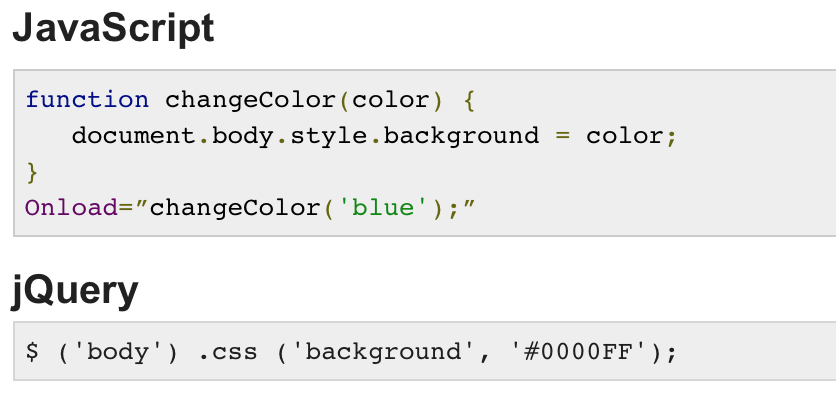 JavaScript
function changeColor(color) {
   document.body.style.background = color;
}
Onload=”changeColor('blue');”
jQuery
$ ('body') .css ('background', '#0000FF');